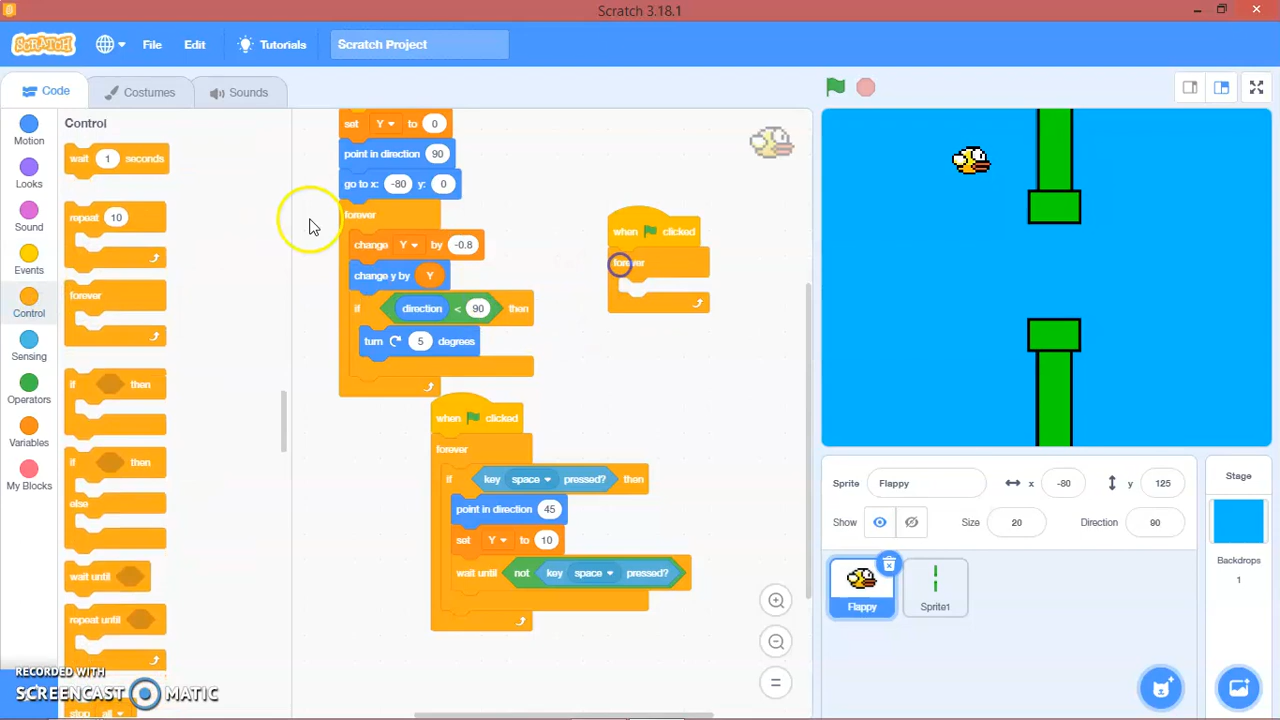 Scratch 3.18.1
SCRATCH File Edit Tutorials Scratch Project
Code Costumes Sounds
Motion
Looks
Sound
Events
Control
Sensing
Operators
Variables
My Blocks
Control
wait 1 seconds
repeat 10
forever
if then
if then
else
wait until
repeat until
stop all
set Y to 0
point in direction 90
go to x: -80 y: 0
forever
change Y by -0.8
change y by Y
if direction < 90 then
turn 5 degrees
when clicked
forever
if key space pressed? then
point in direction 45
set Y to 10
wait until not key space pressed?
when clicked
forever
Sprite Flappy x -80 y 125
Show Size 20 Direction 90
Flappy
Sprite1
Stage
Backdrops
1
RECORDED WITH
SCREENCAST MATIC